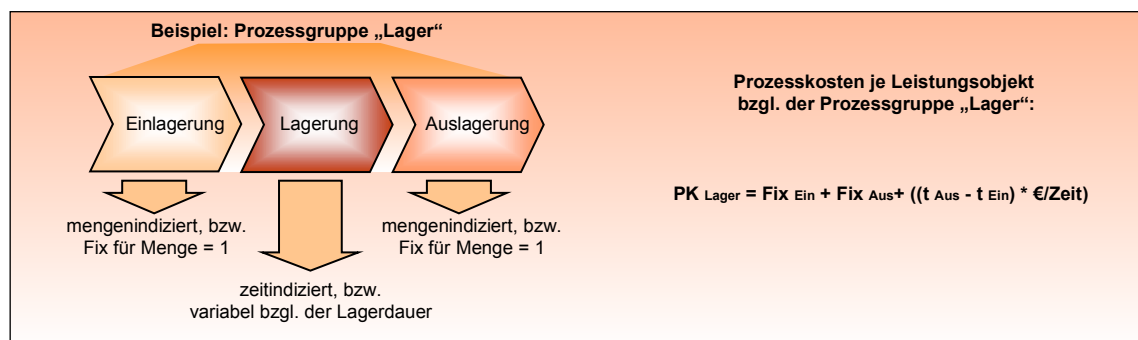 Beispiel: Prozessgruppe „Lager“
Einlagerung
Lagerung
Auslagerung
mengenindiziert, bzw.
Fix für Menge = 1
mengenindiziert, bzw.
Fix für Menge = 1
zeitindiziert, bzw.
variabel bzgl. der Lagerdauer
Prozesskosten je Leistungsobjekt
bzgl. der Prozessgruppe „Lager“:
PK Lager = Fix Ein + Fix Aus+ ((t Aus - t Ein) * €/Zeit)